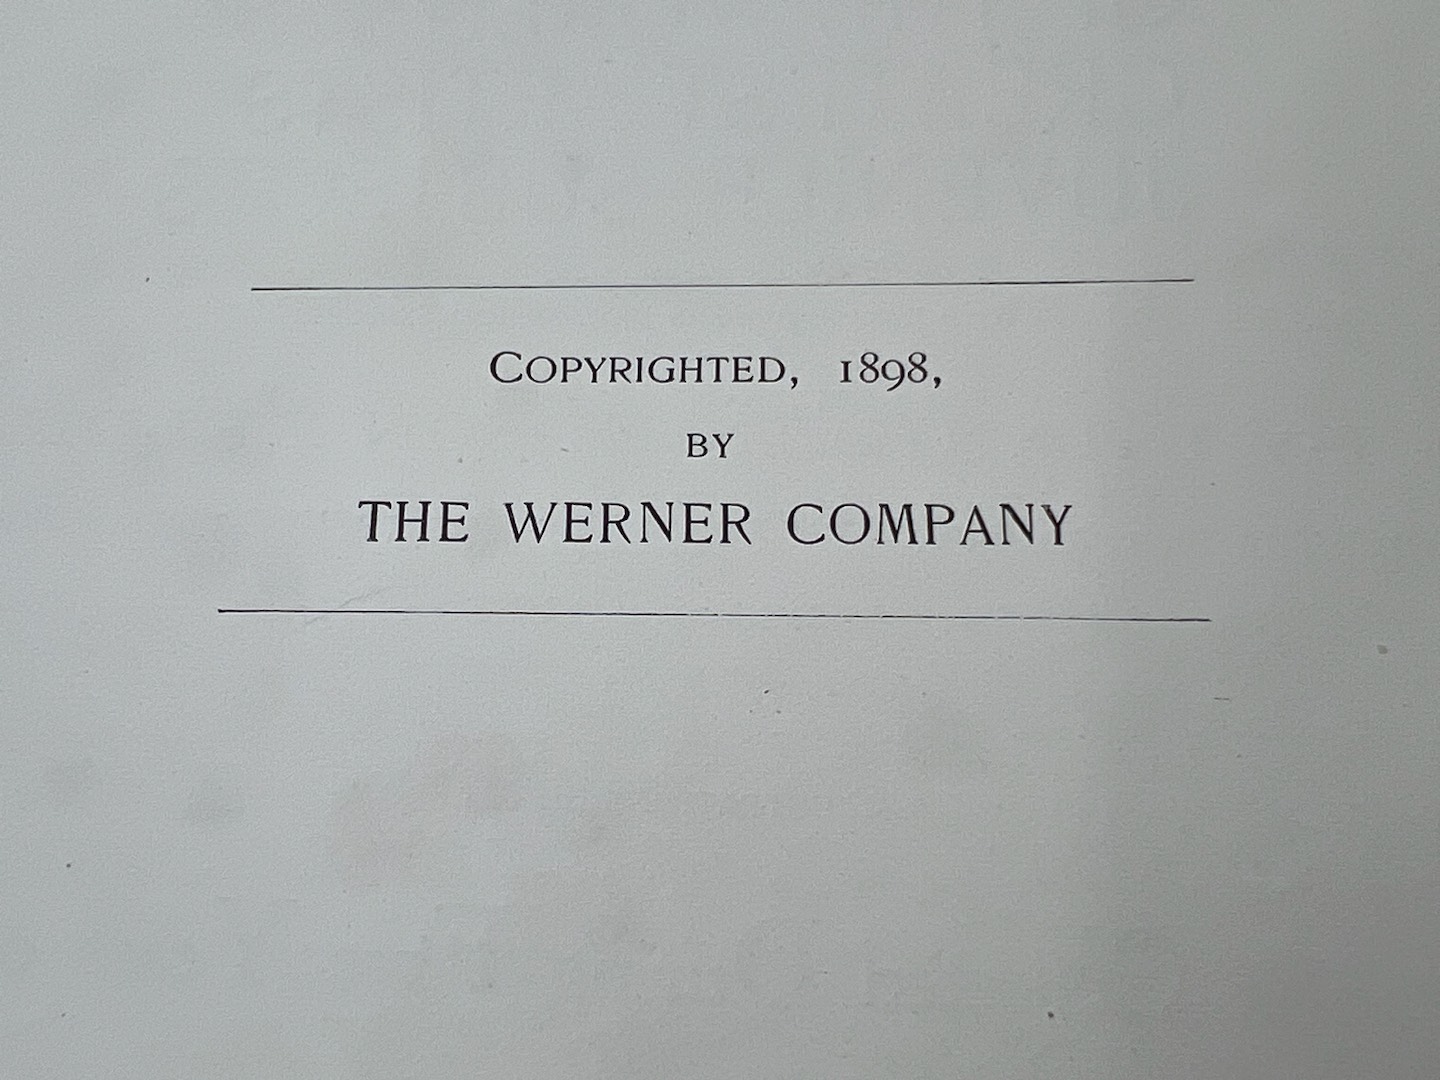 COPYRIGHTED, 1898,
BY
THE WERNER COMPANY